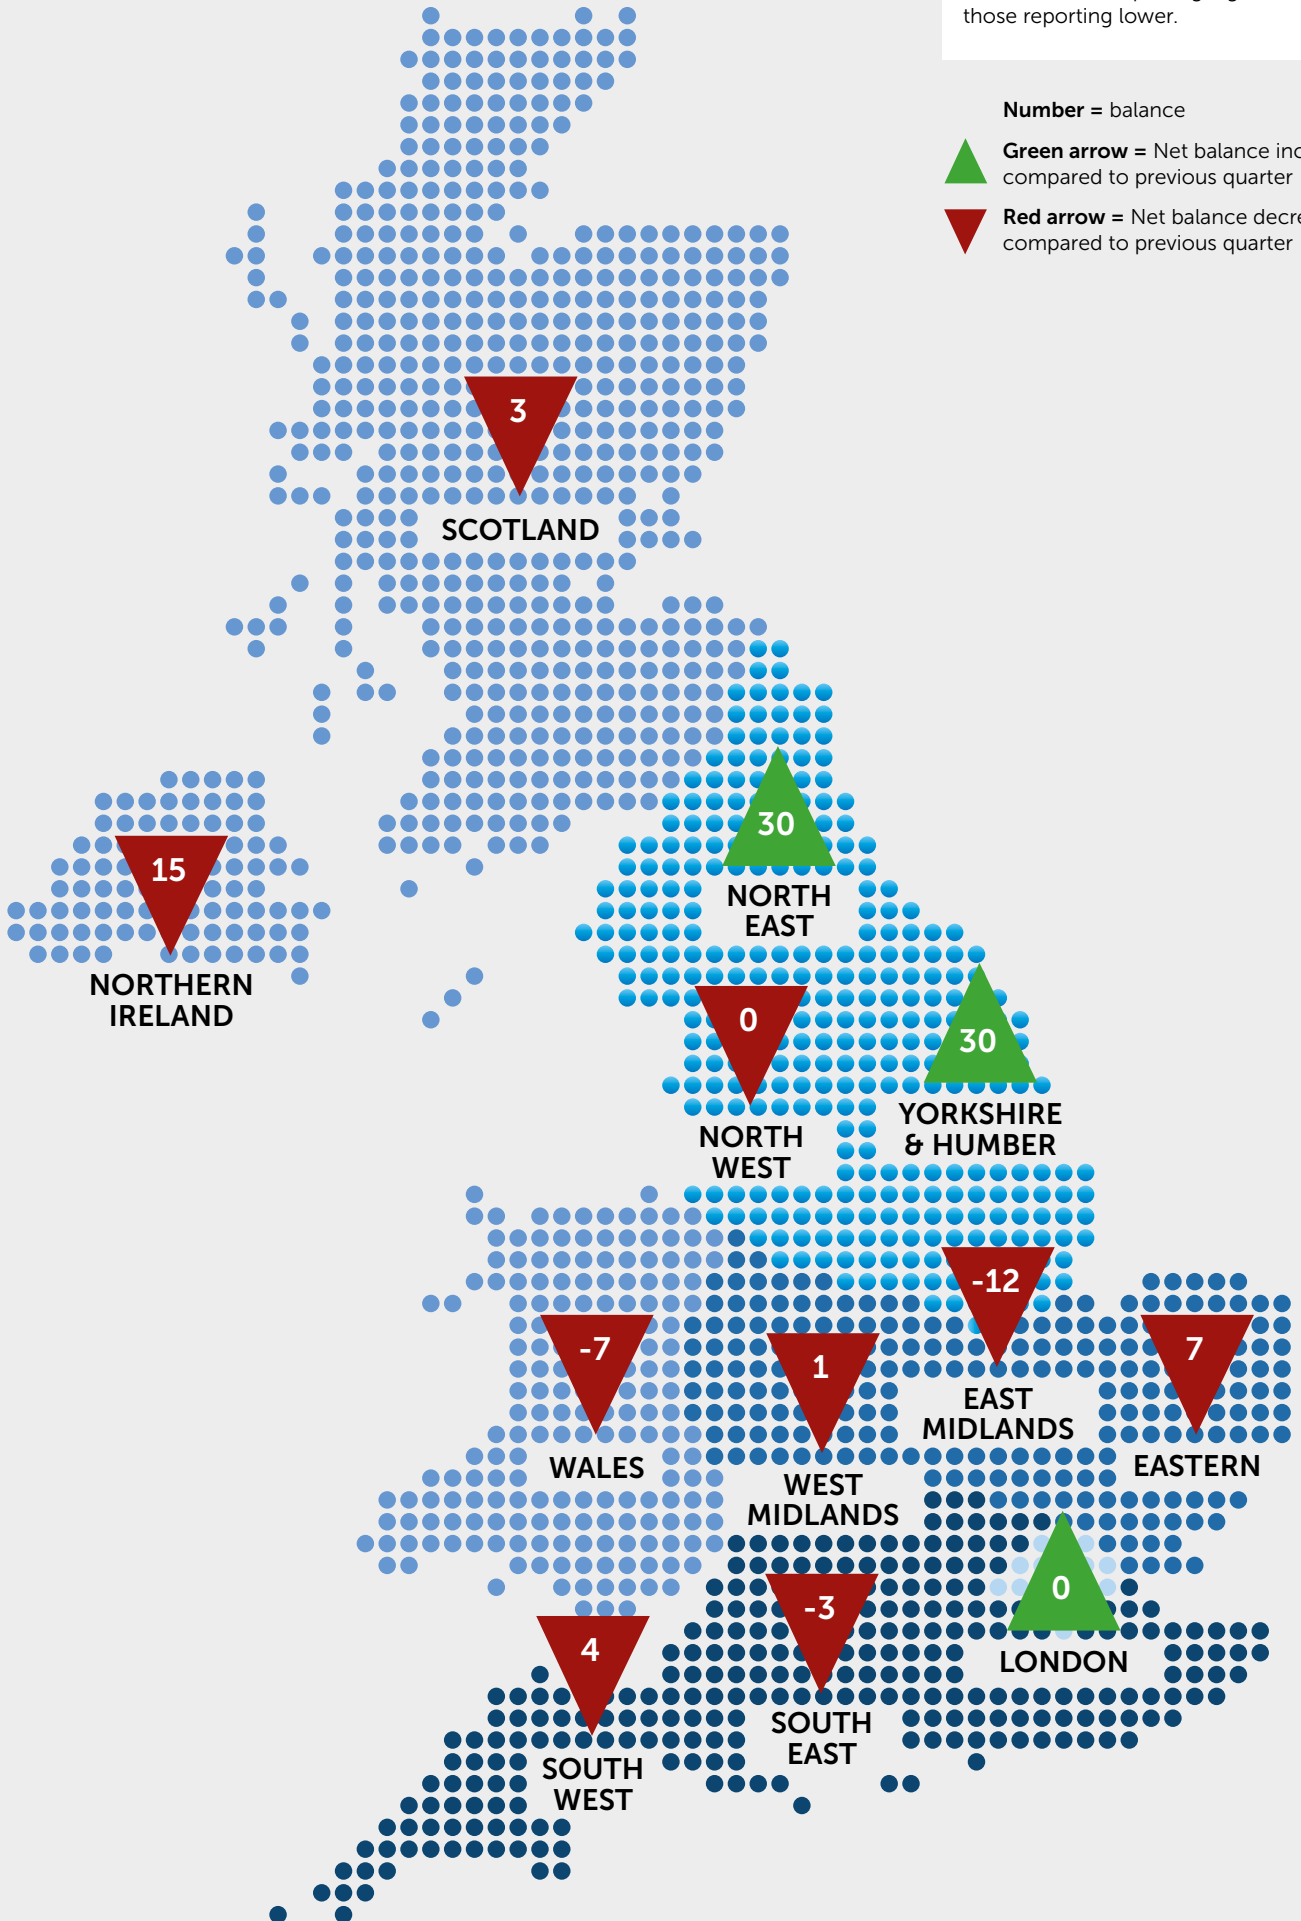 those reporting lower.
Number = balance
Green arrow = Net balance
compared to previous quarter
Red arrow = Net balance
compared to previous quarter
3
SCOTLAND
30
NORTH
EAST
15
NORTHERN
IRELAND
0
NORTH
WEST
30
YORKSHIRE
& HUMBER
-12
EAST
MIDLANDS
-7
WALES
1
WEST
MIDLANDS
7
EASTERN
0
LONDON
-3
SOUTH
EAST
4
SOUTH
WEST